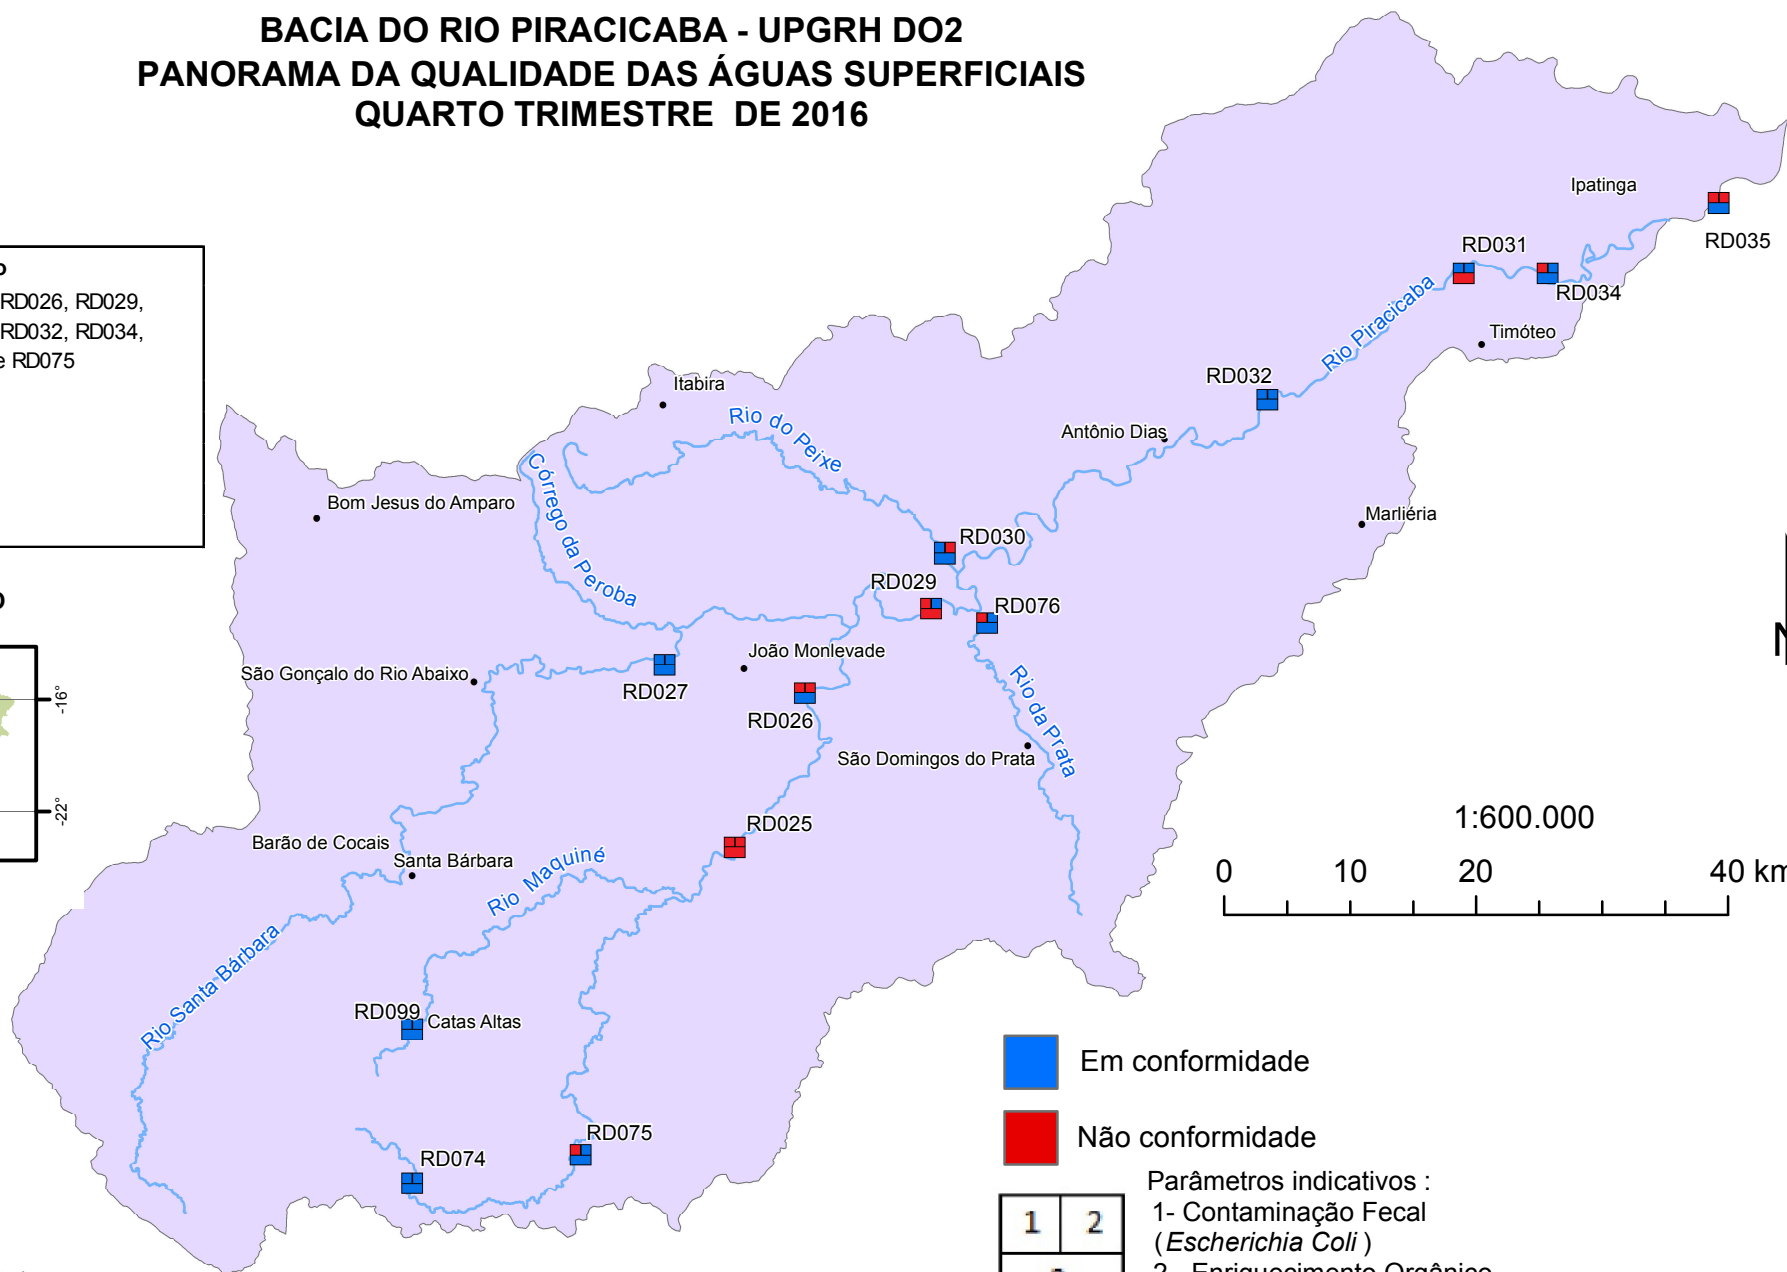 BACIA DO RIO PIRACICABA - UPGRH DO2
PANORAMA DA QUALIDADE DAS ÁGUAS SUPERFICIAIS
QUARTO TRIMESTRE DE 2016
RD026, RD029,
RD032, RD034,
e RD075
-16°
-22°
Ipatinga
RD035
RD031
RD034
Rio Piracicaba
Timóteo
RD032
Itabira
Rio do Peixe
Antônio Dias
Córrego da Peroba
Bom Jesus do Amparo
Marliéria
RD030
RD029
RD076
João Monlevade
São Gonçalo do Rio Abaixo
RD027
RD026
Rio da Prata
São Domingos do Prata
RD025
Barão de Cocais
Santa Bárbara
Rio Maquiné
Rio Santa Bárbara
RD099
Catas Altas
RD075
RD074
1:600.000
0 10 20 40 km
Em conformidade
Não conformidade
Parâmetros indicativos :
1 2
1- Contaminação Fecal
(Escherichia Coli )
2 - Enriquecimento Orgânico